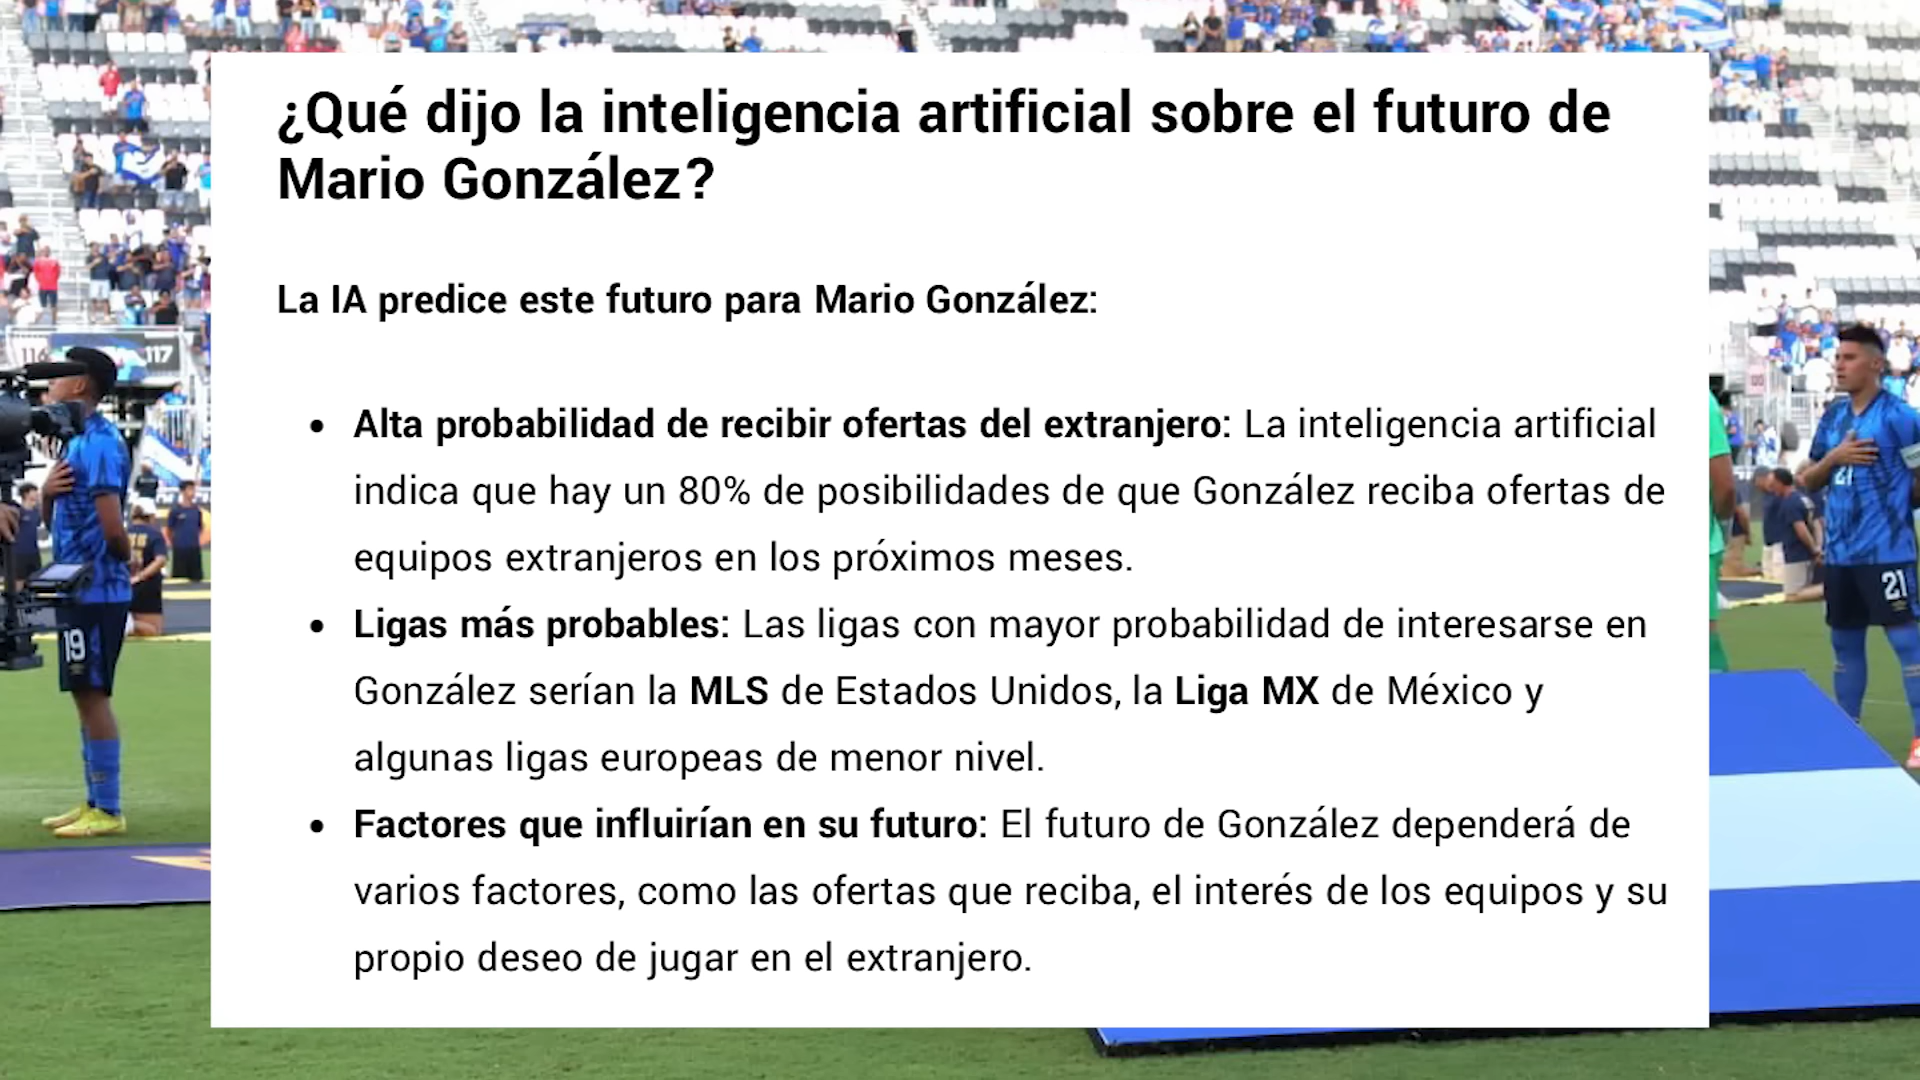 ¿Qué dijo la inteligencia artificial sobre el futuro de
Mario González?
La IA predice este futuro para Mario González:
• Alta probabilidad de recibir ofertas del extranjero: La inteligencia artificial
indica que hay un 80% de posibilidades de que González reciba ofertas de
equipos extranjeros en los próximos meses.
• Ligas más probables: Las ligas con mayor probabilidad de interesarse en
González serían la MLS de Estados Unidos, la Liga MX de México y
algunas ligas europeas de menor nivel.
• Factores que influirían en su futuro: El futuro de González dependerá de
varios factores, como las ofertas que reciba, el interés de los equipos y su
propio deseo de jugar en el extranjero.
116
117
19
21
21